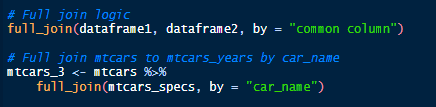 # Full join logic
full_join(dataframe1, dataframe2, by = "common column")
# Full join mtcars to mtcars_years by car_name
mtcars_3 <- mtcars %>%
full_join(mtcars_specs, by = "car_name")